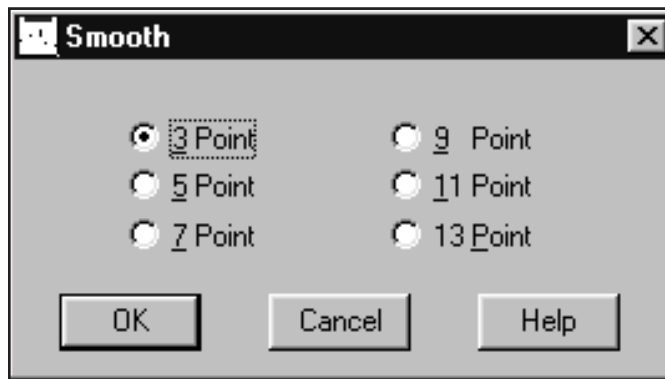 Smooth
3 Point
9 Point
5 Point
11 Point
7 Point
13 Point
OK
Cancel
Help